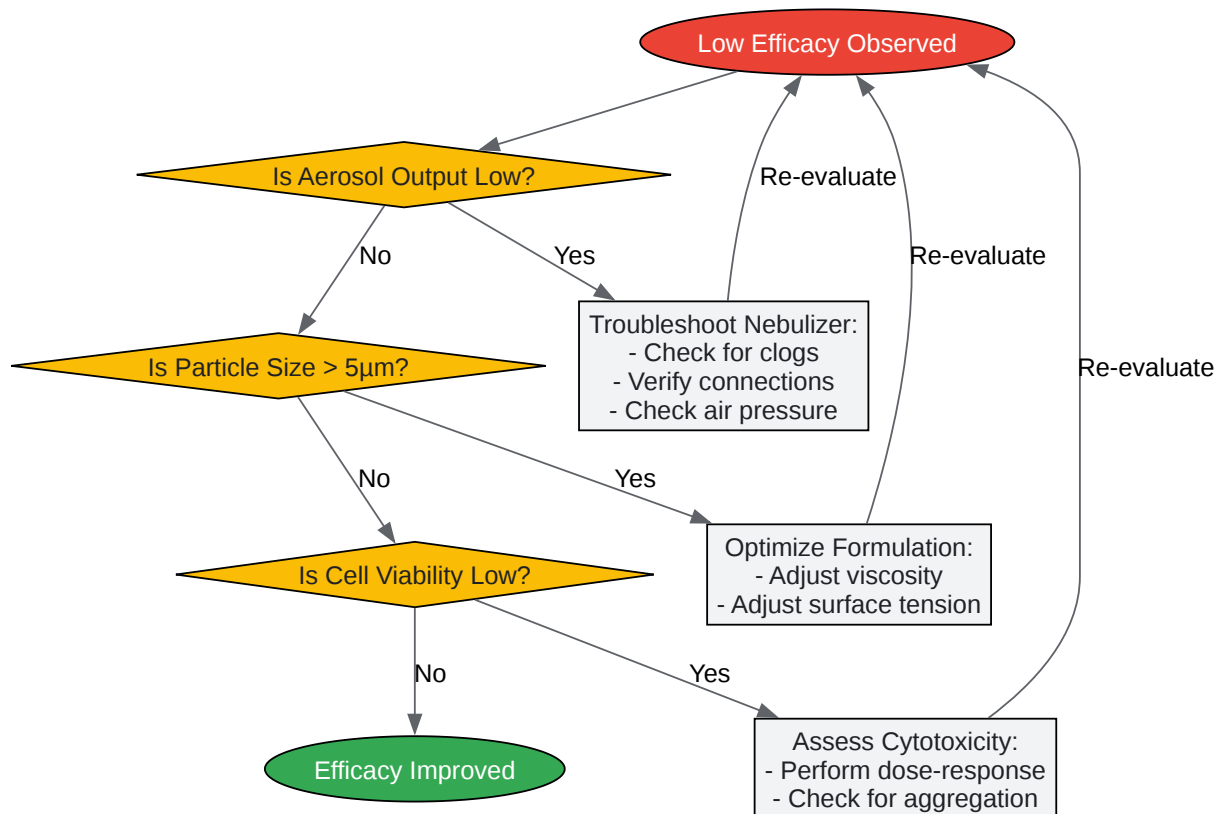 Low Efficacy Observed
Is Aerosol Output Low?
Re-evaluate
No
Yes
Re-evaluate
Troubleshoot Nebulizer:
- Check for clogs
- Verify connections
- Check air pressure
Is Particle Size > 5µm?
Re-evaluate
No
Yes
Optimize Formulation:
- Adjust viscosity
- Adjust surface tension
Is Cell Viability Low?
No
Yes
Assess Cytotoxicity:
- Perform dose-response
- Check for aggregation
Efficacy Improved